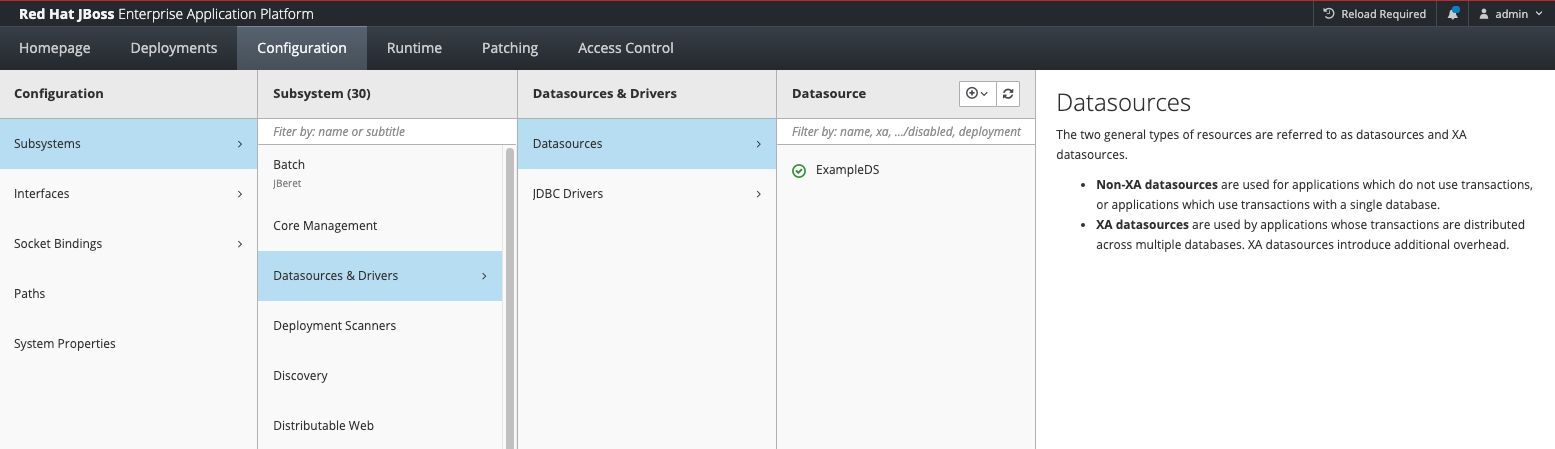 Red Hat JBoss Enterprise Application Platform
Reload Required
admin
Homepage
Deployments
Configuration
Runtime
Patching
Access Control
Configuration
Subsystems
Interfaces
Socket Bindings
Paths
System Properties
Subsystem (30)
Fiter by: name or subtitle
Batch
JBeret
Core Management
Datasources & Drivers
Deployment Scanners
Discovery
Distributable Web
Datasources & Drivers
Datasources
JDBC Drivers
Datasource
Filter by: name, xa, .../disabled, deployment
ExampleDS
Datasources
The two general types of resources are referred to as datasources and XA
datasources.
• Non-XA datasources are used for applications which do not use transactions,
or applications which use transactions with a single database.
• XA datasources are used by applications whose transactions are distributed
across multiple databases. XA datasources introduce additional overhead.